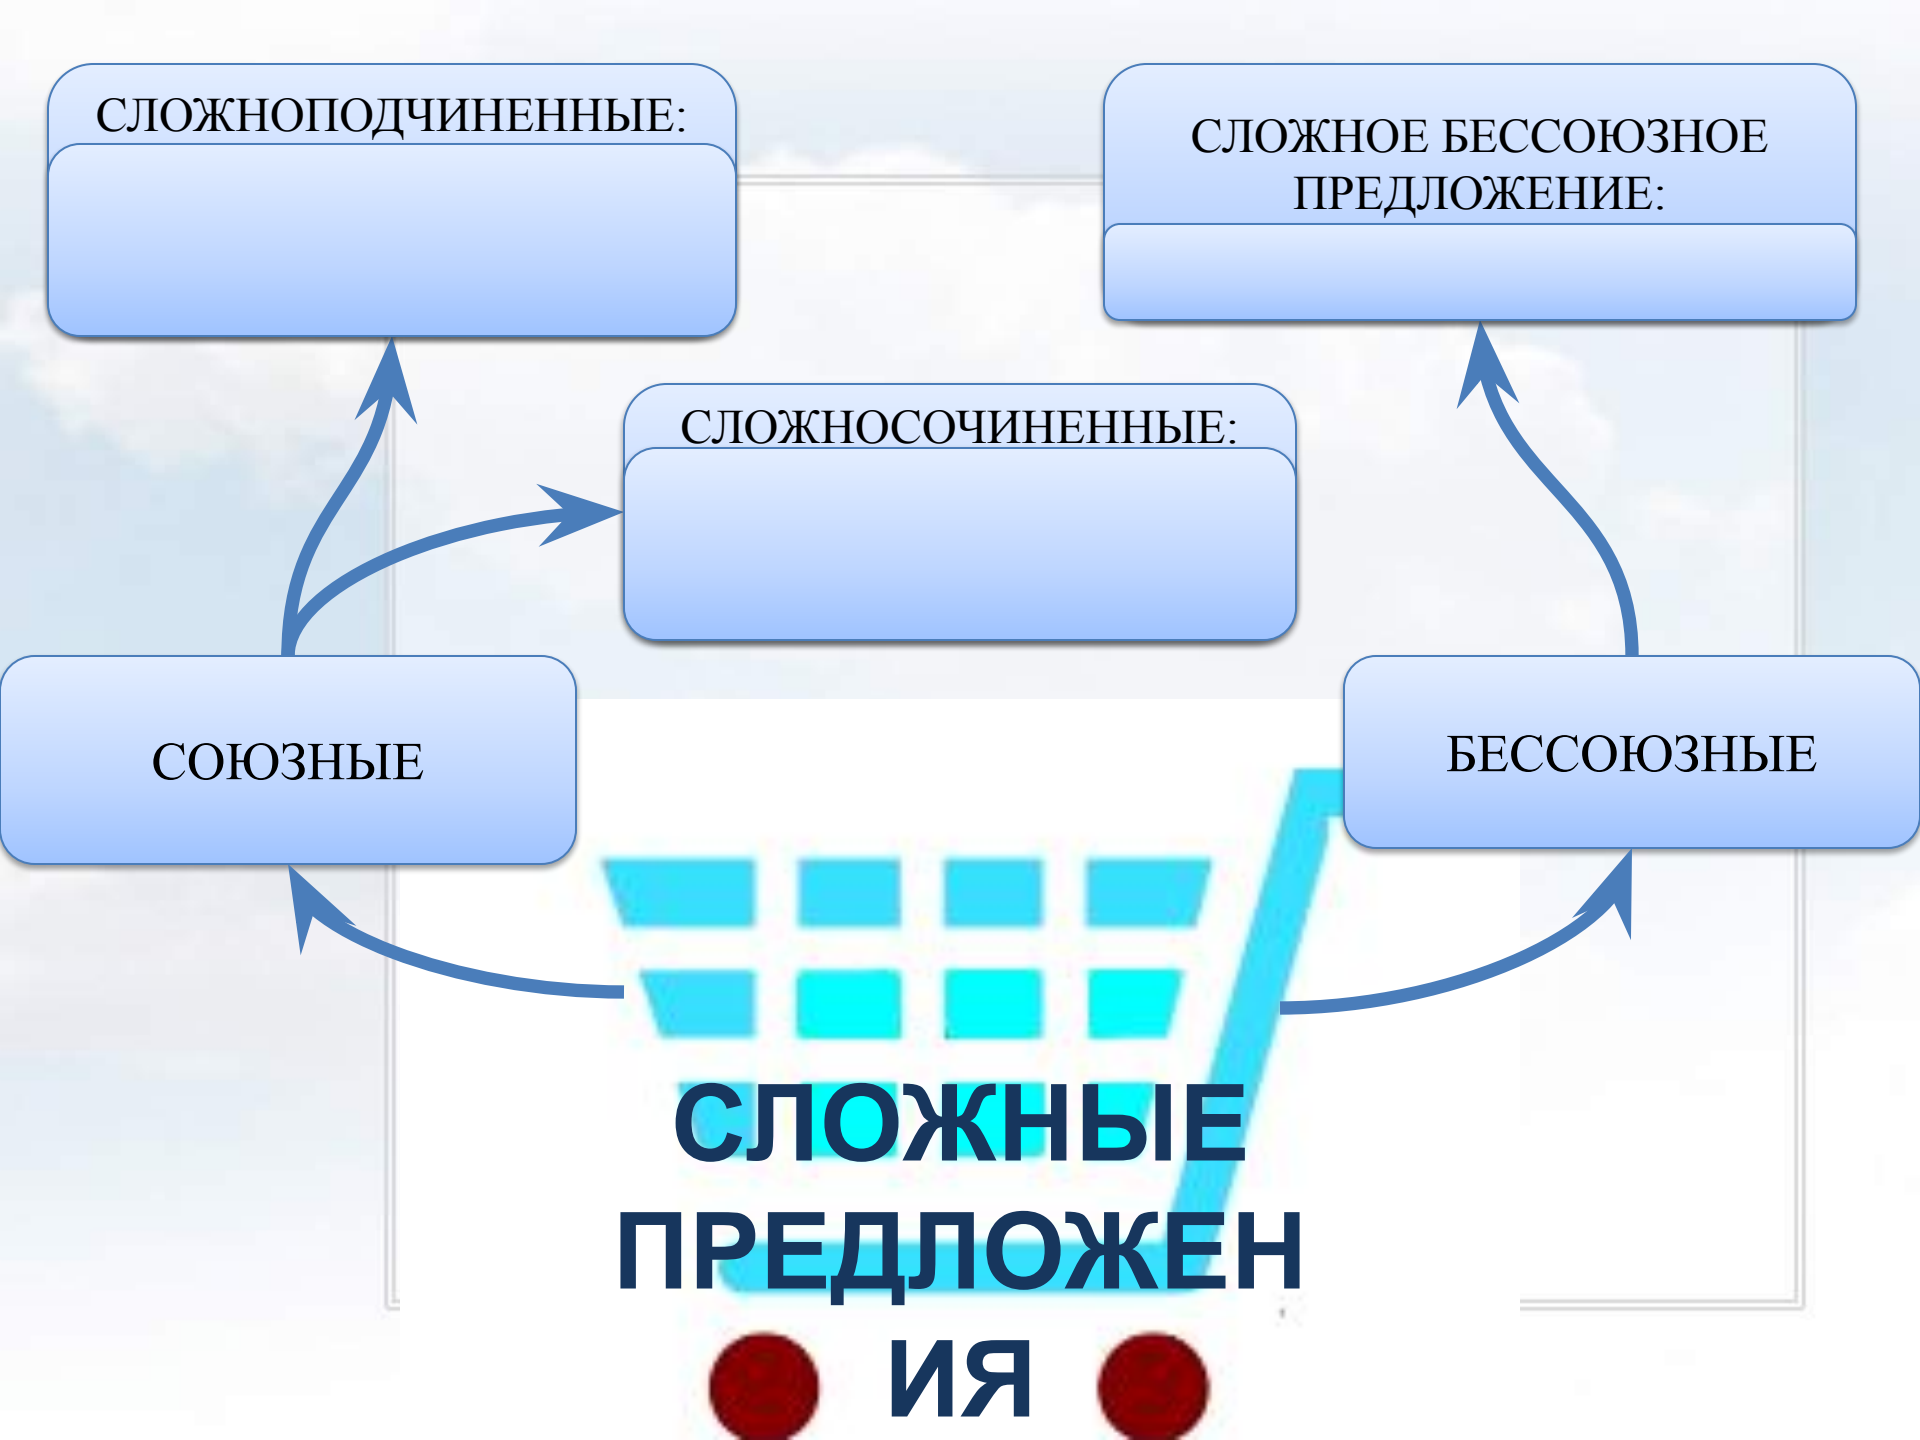 СЛОЖНОПОДЧИНЕННЫЕ:
СЛОЖНОЕ БЕССОЮЗНОЕ
ПРЕДЛОЖЕНИЕ:
СЛОЖНОСОЧИНЕННЫЕ:
СОЮЗНЫЕ
БЕССОЮЗНЫЕ
СЛОЖНЫЕ
ПРЕДЛОЖЕН
ИЯ